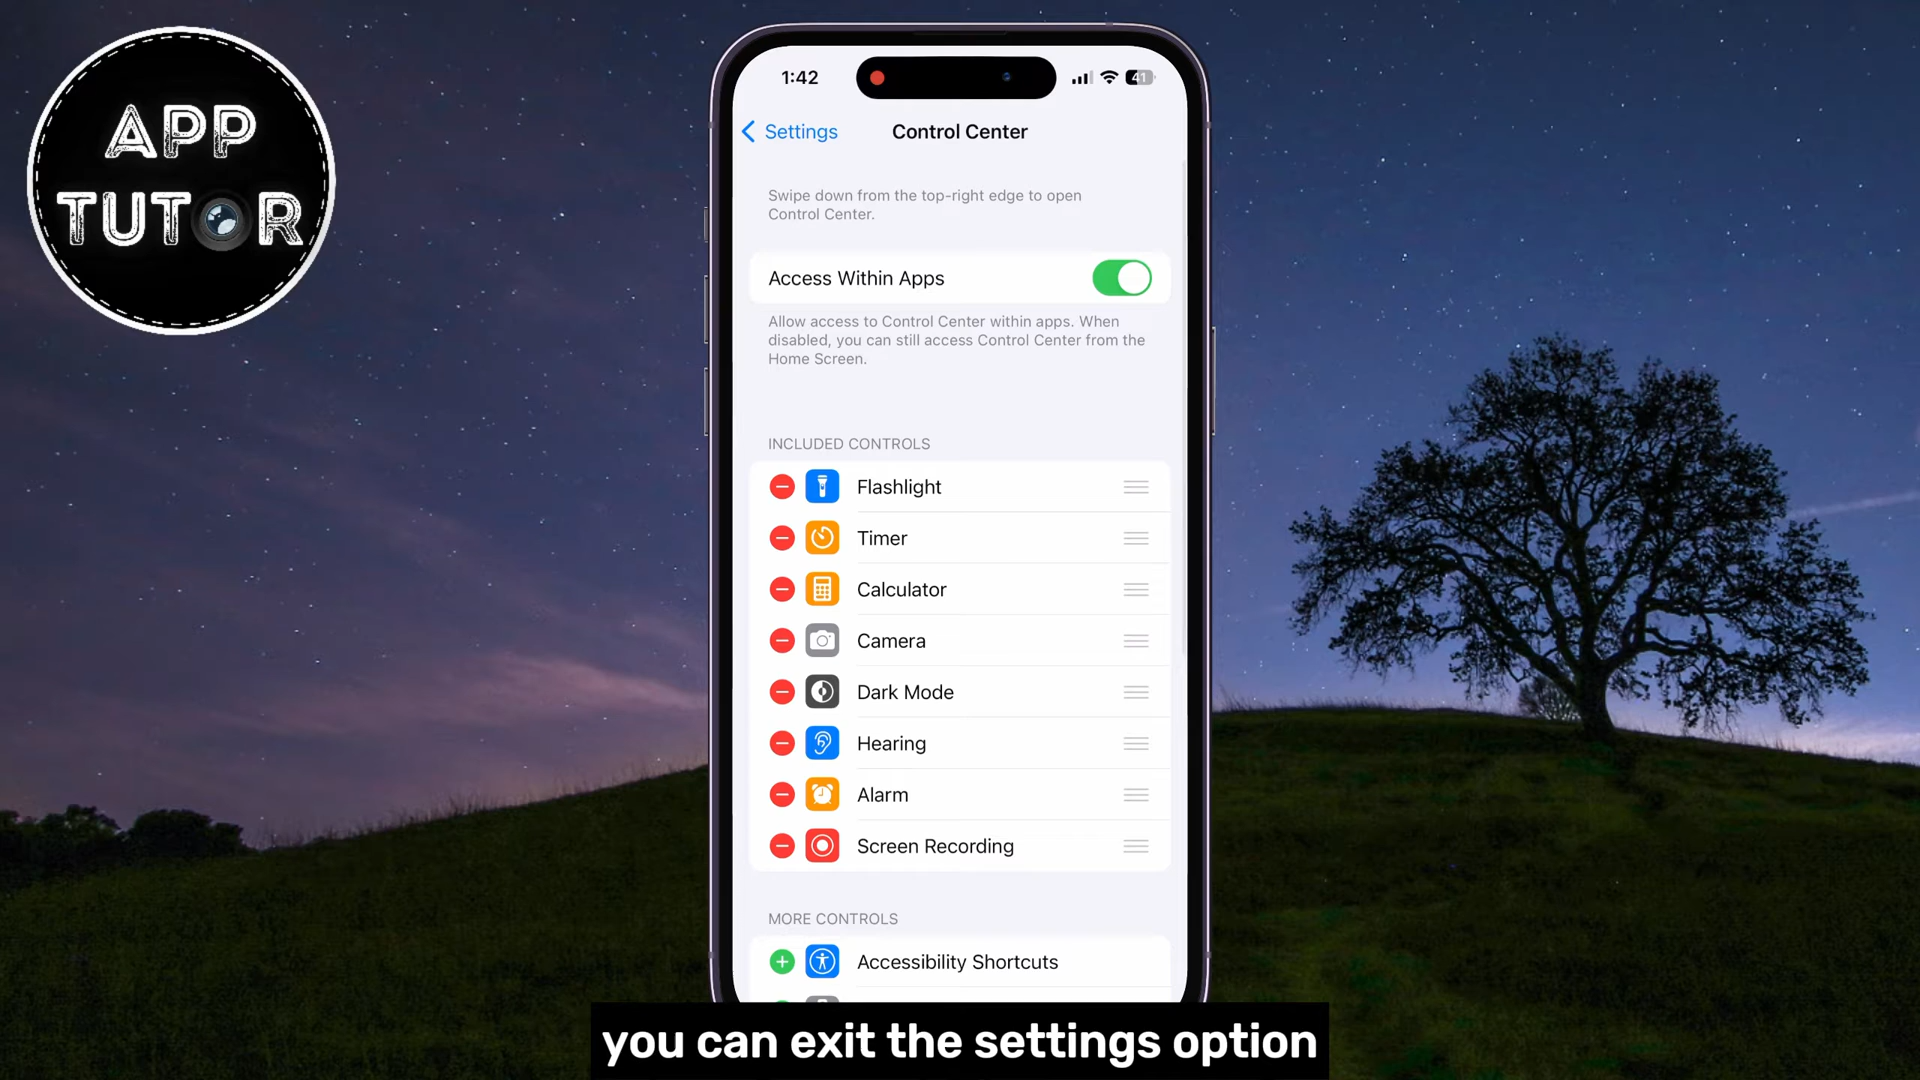 APP
TUTOR
1:42
41
Settings
Control Center
Swipe down from the top-right edge to open
Control Center.
Access Within Apps
Allow access to Control Center within apps. When
disabled, you can still access Control Center from the
Home Screen.
INCLUDED CONTROLS
Flashlight
Timer
Calculator
Camera
Dark Mode
Hearing
Alarm
Screen Recording
MORE CONTROLS
Accessibility Shortcuts
you can exit the settings option